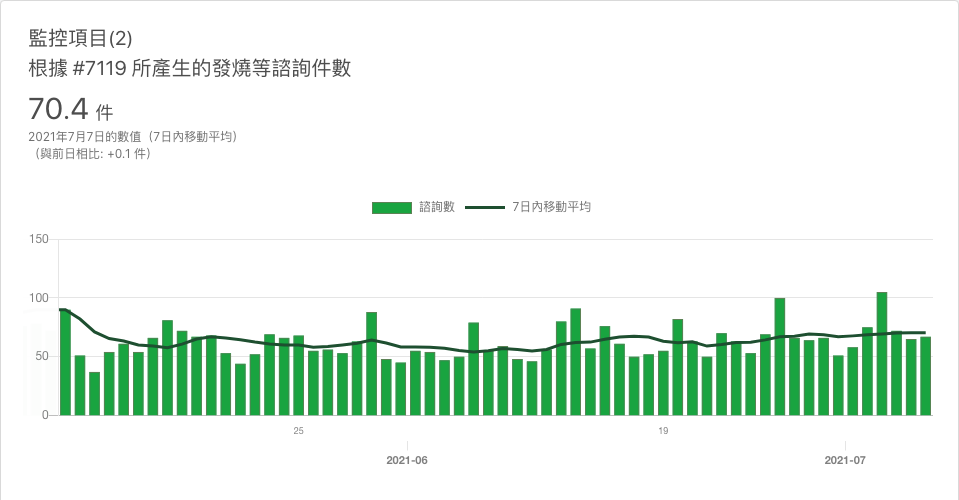 監控項目(2)
根據 #7119 所產生的發燒等諮詢件數
70.4 件
2021年7月7日的數值（7日內移動平均）
（與前日相比: +0.1 件）
諮詢數 7日內移動平均
150
100
50
0
25 19
2021-06 2021-07